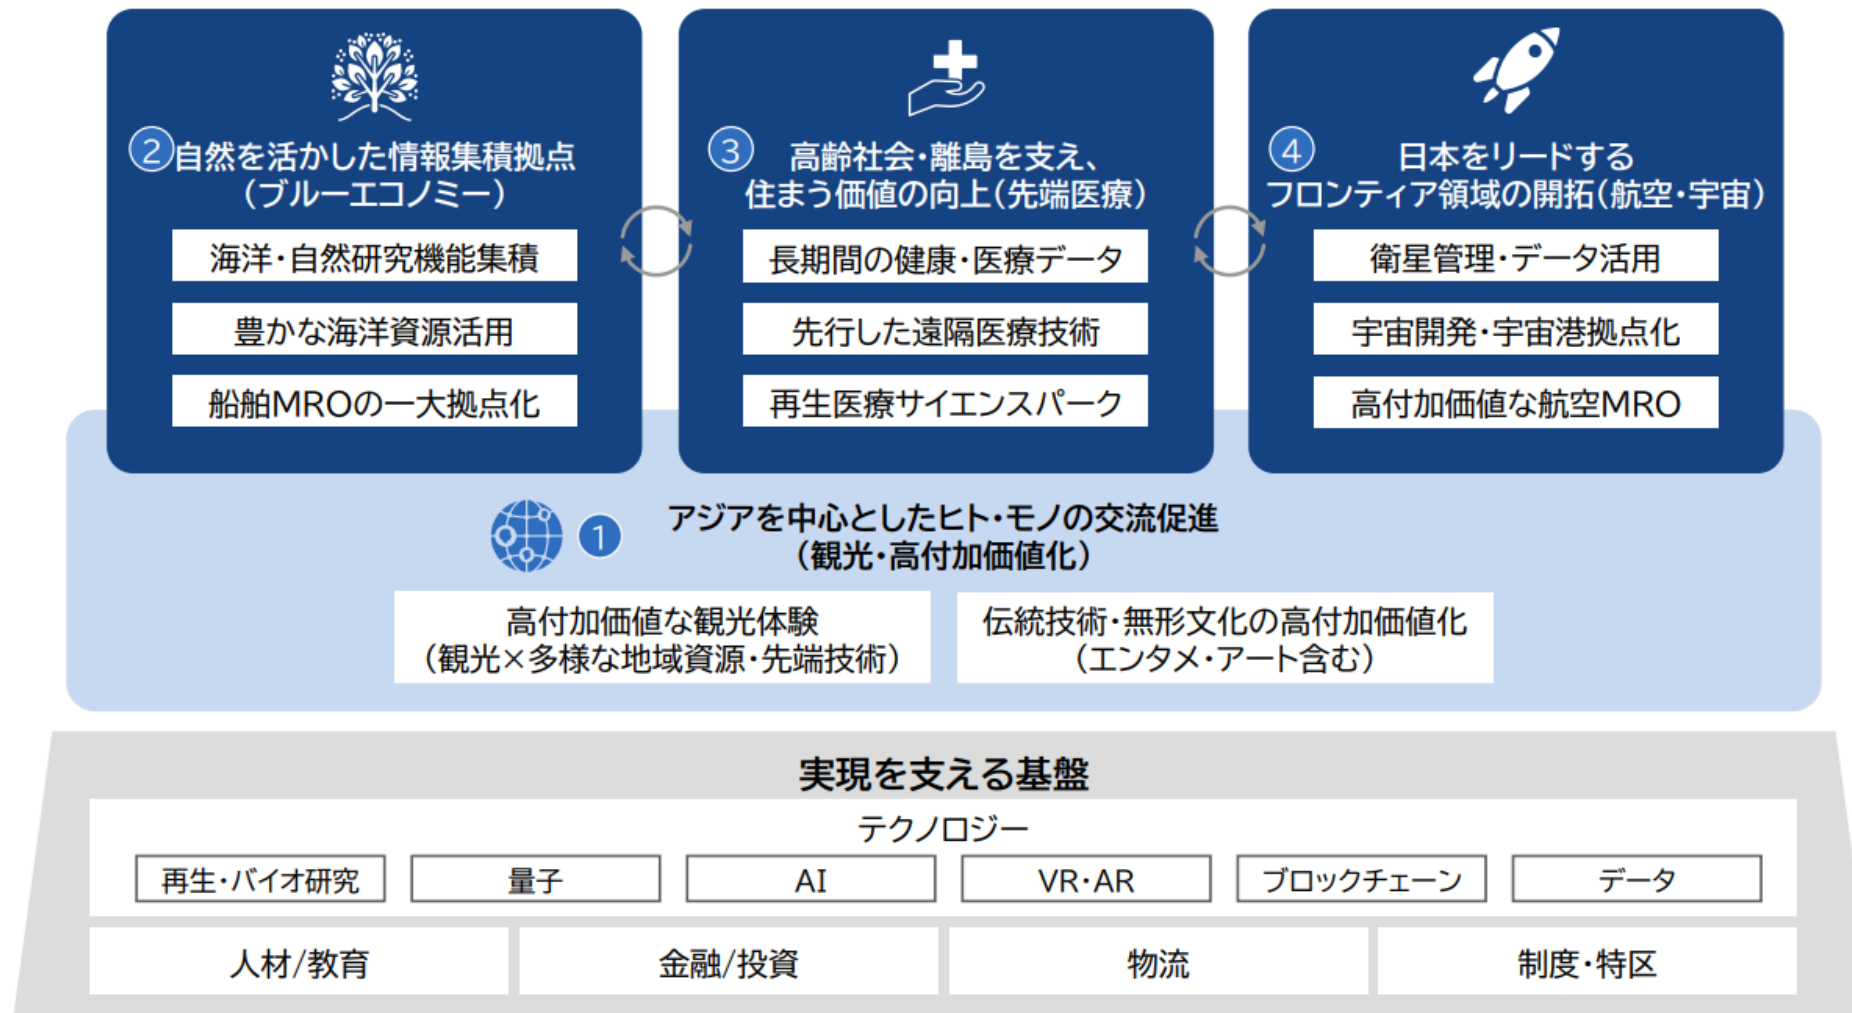 ②自然を活かした情報集積拠点
（ブルーエコノミー）
海洋・自然研究機能集積
豊かな海洋資源活用
船舶MROの一大拠点化
③ 高齢社会・離島を支え、
住まう価値の向上（先端医療）
長期間の健康・医療データ
先行した遠隔医療技術
再生医療サイエンスパーク
④ 日本をリードする
フロンティア領域の開拓（航空・宇宙）
衛星管理・データ活用
宇宙開発・宇宙港拠点化
高付加価値な航空MRO
① アジアを中心としたヒト・モノの交流促進
（観光・高付加価値化）
高付加価値な観光体験
（観光×多様な地域資源・先端技術）
伝統技術・無形文化の高付加価値化
（エンタメ・アート含む）
実現を支える基盤
テクノロジー
再生・バイオ研究
量子
AI
VR・AR
ブロックチェーン
データ
人材/教育
金融/投資
物流
制度・特区